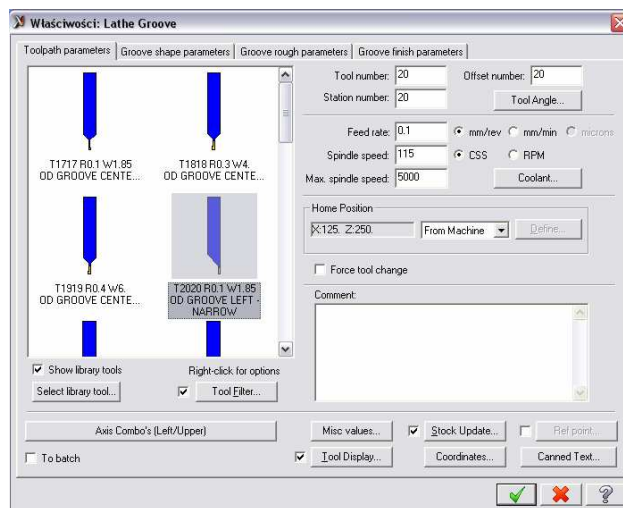 Właściwości: Lathe Groove
Toolpath parameters Groove shape parameters Groove rough parameters Groove finish parameters
T1717 R0.1 W1.85
OD GROOVE CENTE...
T1818 R0.3 W4.
OD GROOVE CENTE...
T1919 R0.4 W6.
OD GROOVE CENTE...
T2020 R0.1 W1.85
OD GROOVE LEFT -
NARROW
Show library tools
Right-click for options
Select library tool...
Tool Filter...
Tool number: 20
Offset number: 20
Station number: 20
Tool Angle...
Feed rate: 0.1
mm/rev mm/min microns
Spindle speed: 115
CSS RPM
Max. spindle speed: 5000
Coolant...
Home Position
X:125. Z:250.
From Machine
Define...
Force tool change
Comment:
Axis Combo's (Left/Upper)
Misc values...
Stock Update...
Ref point...
To batch
Tool Display...
Coordinates...
Canned Text...